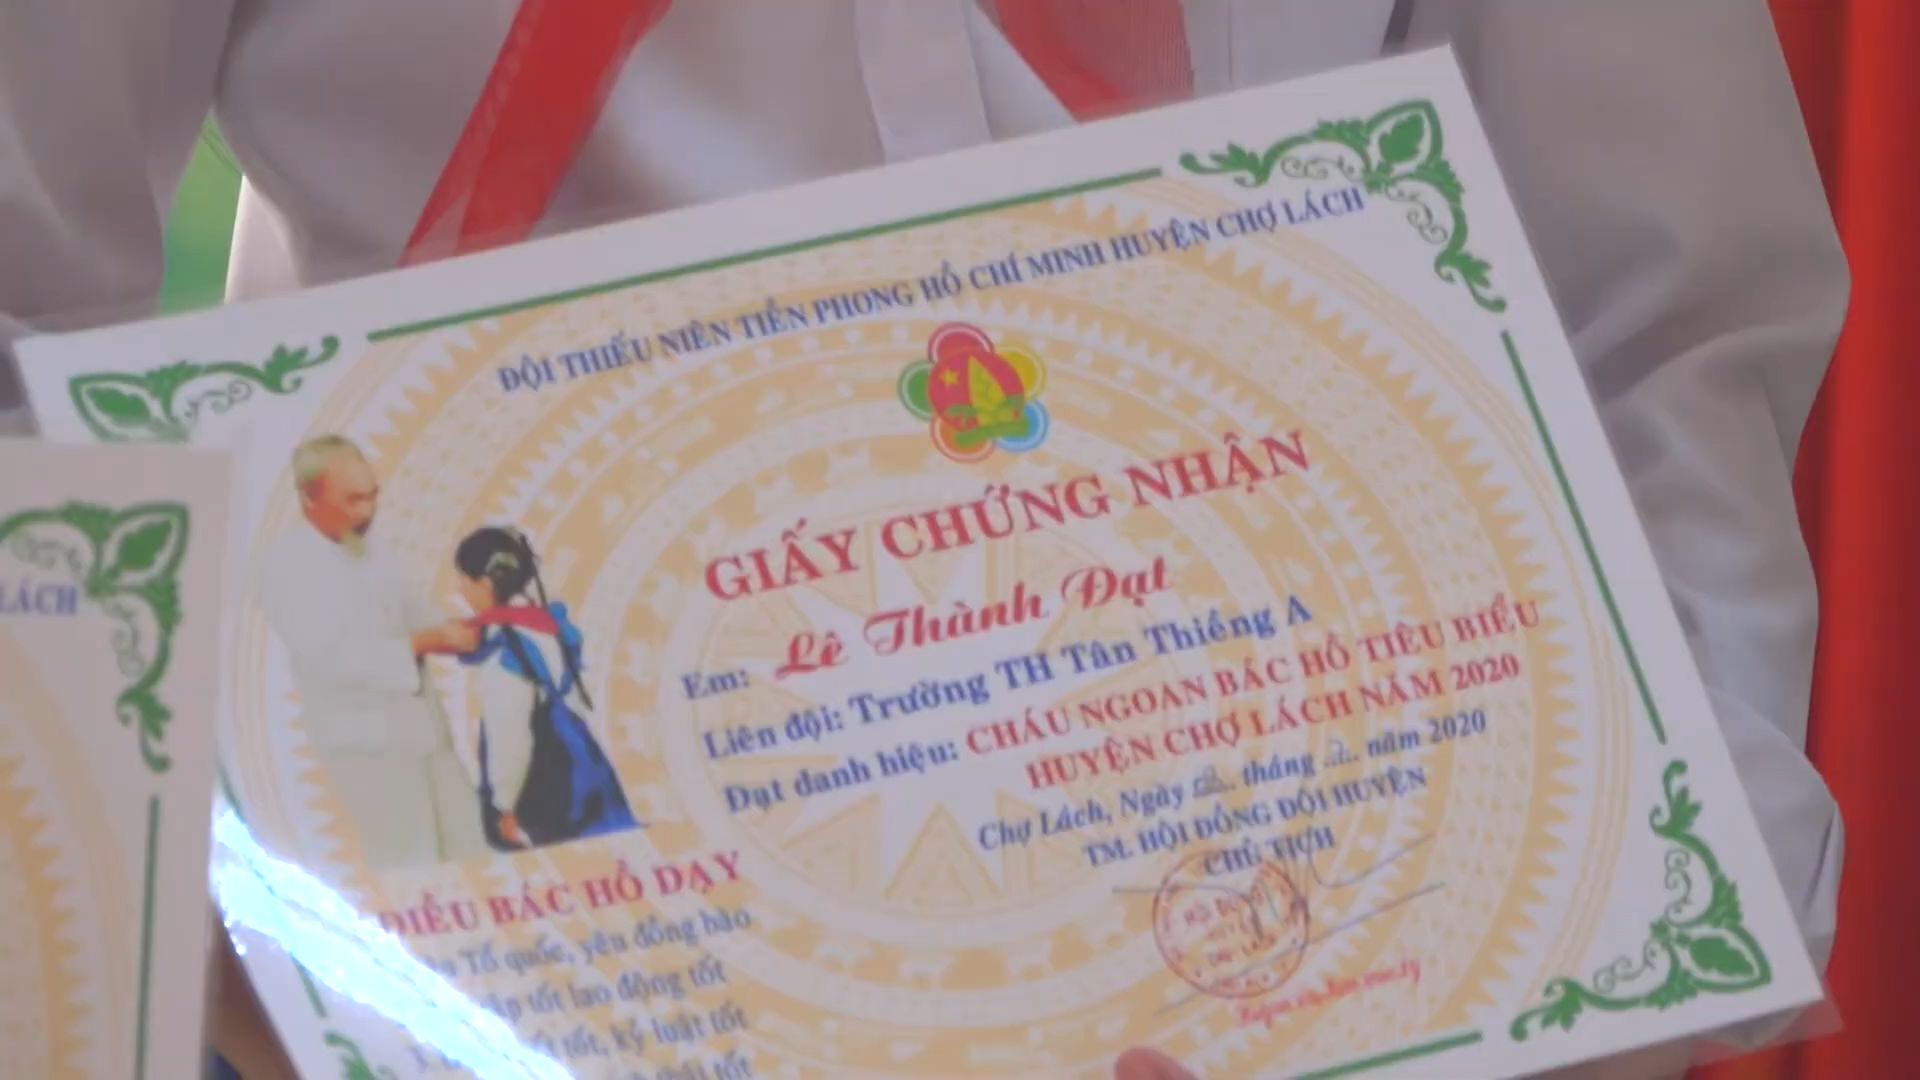 ĐỘI THIẾU NIÊN TIỀN PHONG HỒ CHÍ MINH HUYỆN CHỢ LÁCH
GIẤY CHỨNG NHẬN
Em: Lê Thành Đạt
Liên đội: Trường TH Tân Thiềng A
Đạt danh hiệu: CHÁU NGOAN BÁC HỒ TIÊU BIỂU
HUYỆN CHỢ LÁCH NĂM 2020
Chợ Lách, Ngày tháng năm 2020
TM. HỘI ĐỒNG ĐỘI HUYỆN
CHỦ TỊCH
ĐIỀU BÁC HỒ DẠY
Tổ quốc, yêu đồng bào
tốt lao động tốt
tốt, kỷ luật tốt
tốt
LÁCH